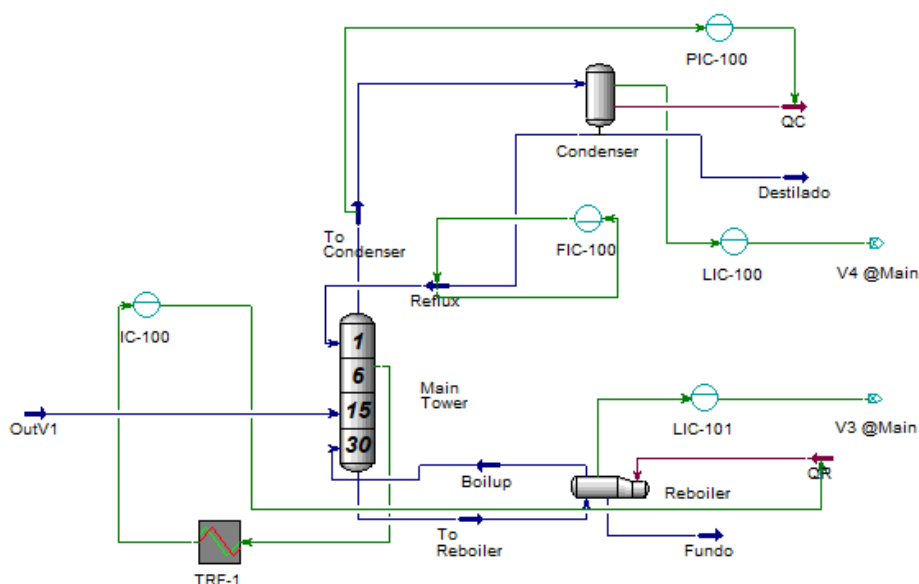 PIC-100
QC
Condenser
Destilado
To
Condenser
FIC-100
LIC-100
V4 @Main
Reflux
IC-100
1
6
15
30
Main
Tower
OutV1
LIC-101
V3 @Main
Boilup
QR
Reboiler
To
Reboiler
Fundo
TRF-1